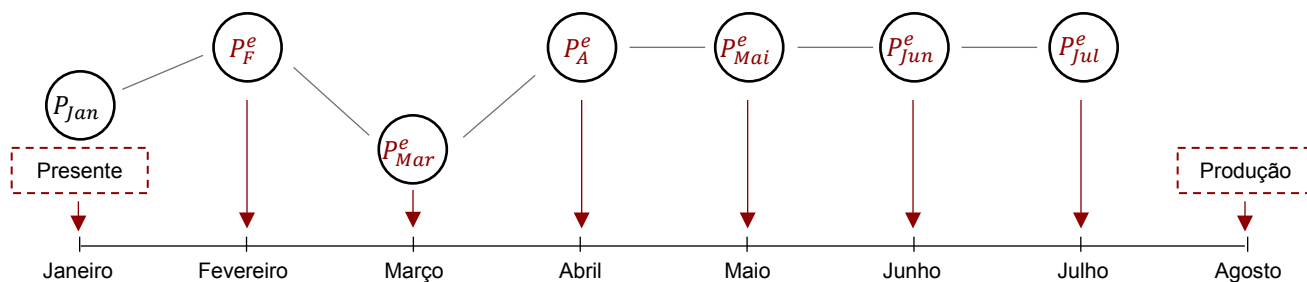 P_Jan
P^e_F
P^e_Mar
P^e_A
P^e_Mai
P^e_Jun
P^e_Jul
Presente
Produção
Janeiro Fevereiro Março Abril Maio Junho Julho Agosto